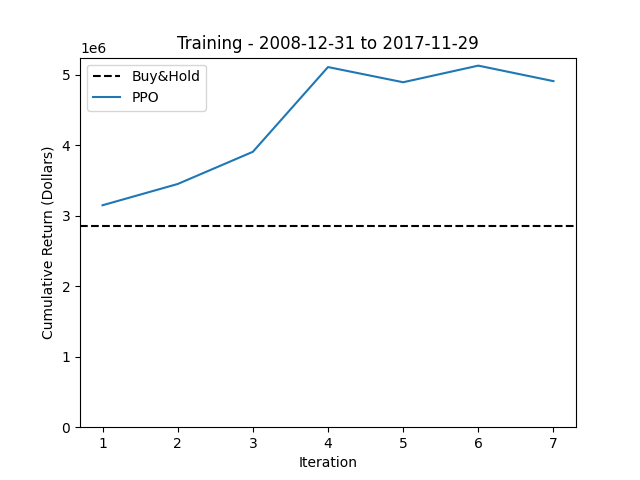 Training - 2008-12-31 to 2017-11-29
1e6
Buy&Hold
PPO
Cumulative Return (Dollars)
5
4
3
2
1
0
1 2 3 4 5 6 7
Iteration